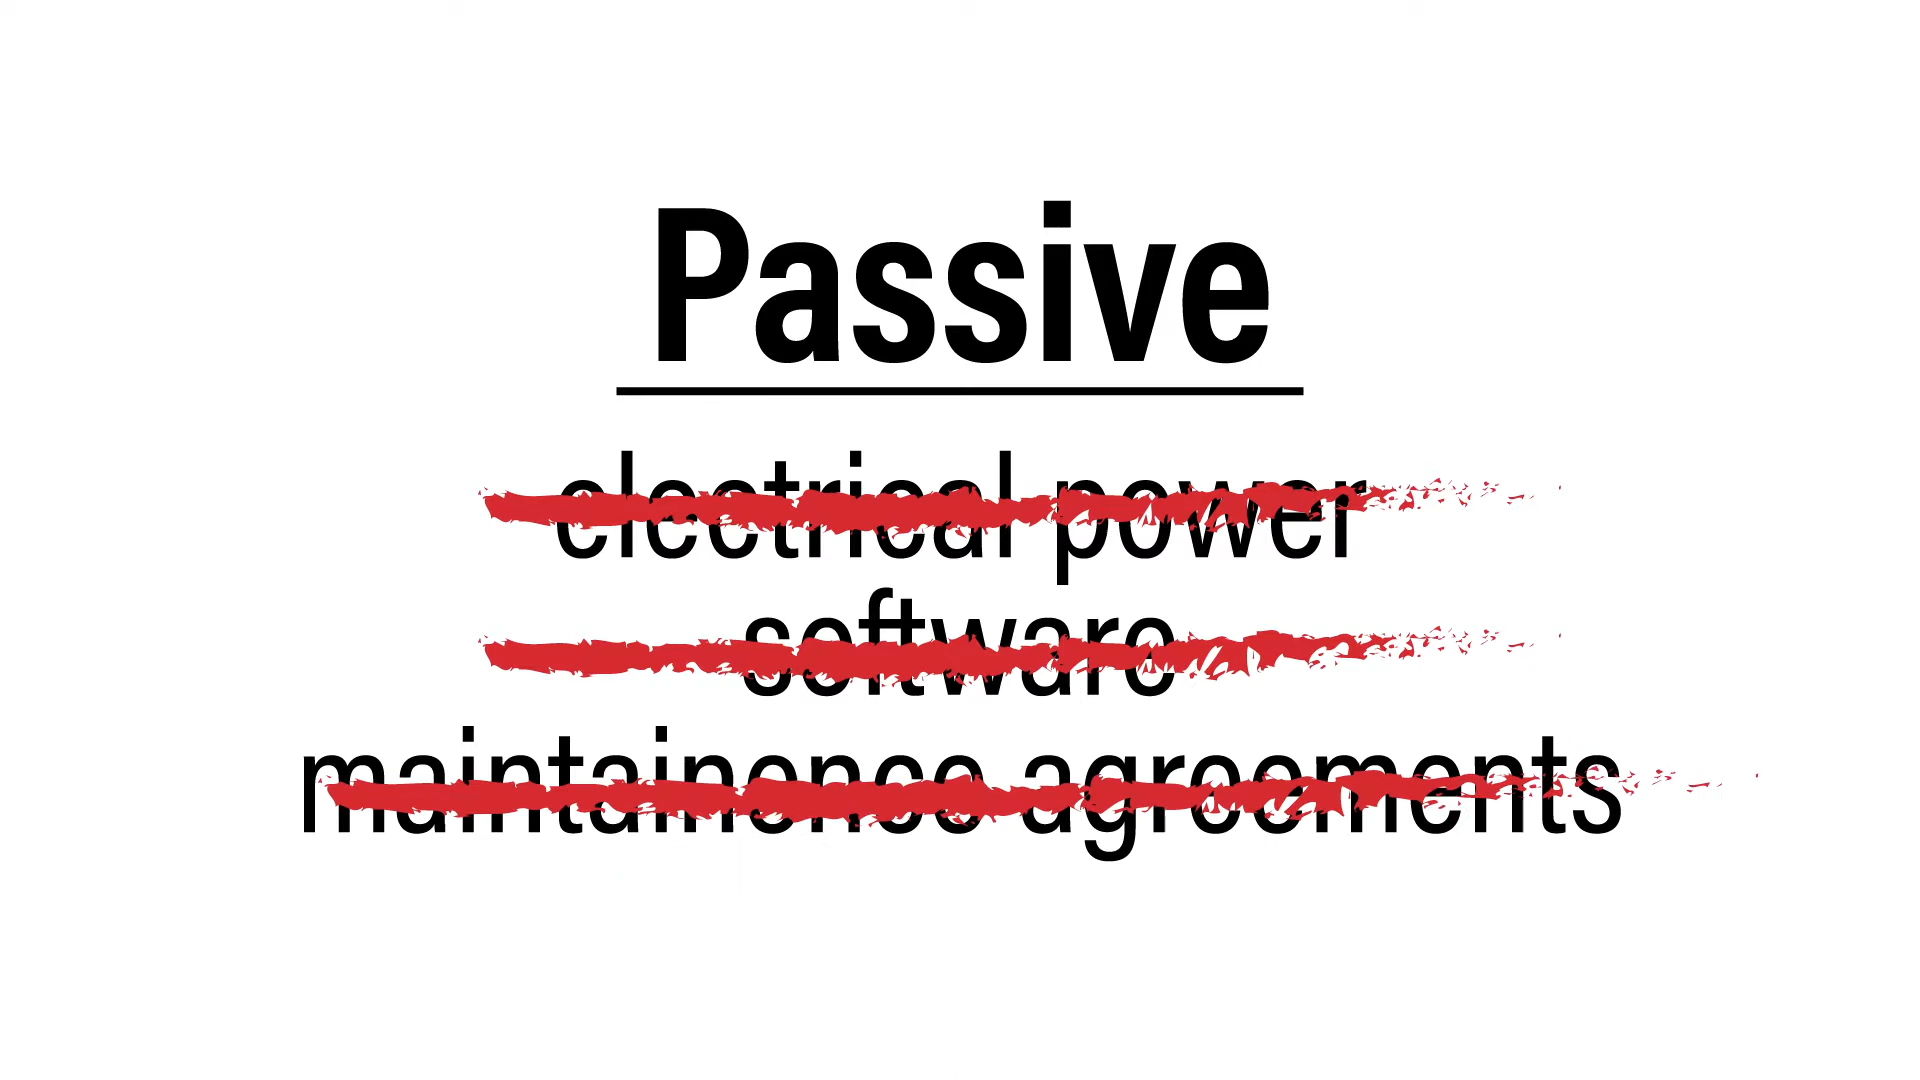 Passive
electrical power
software
maintainence agreements